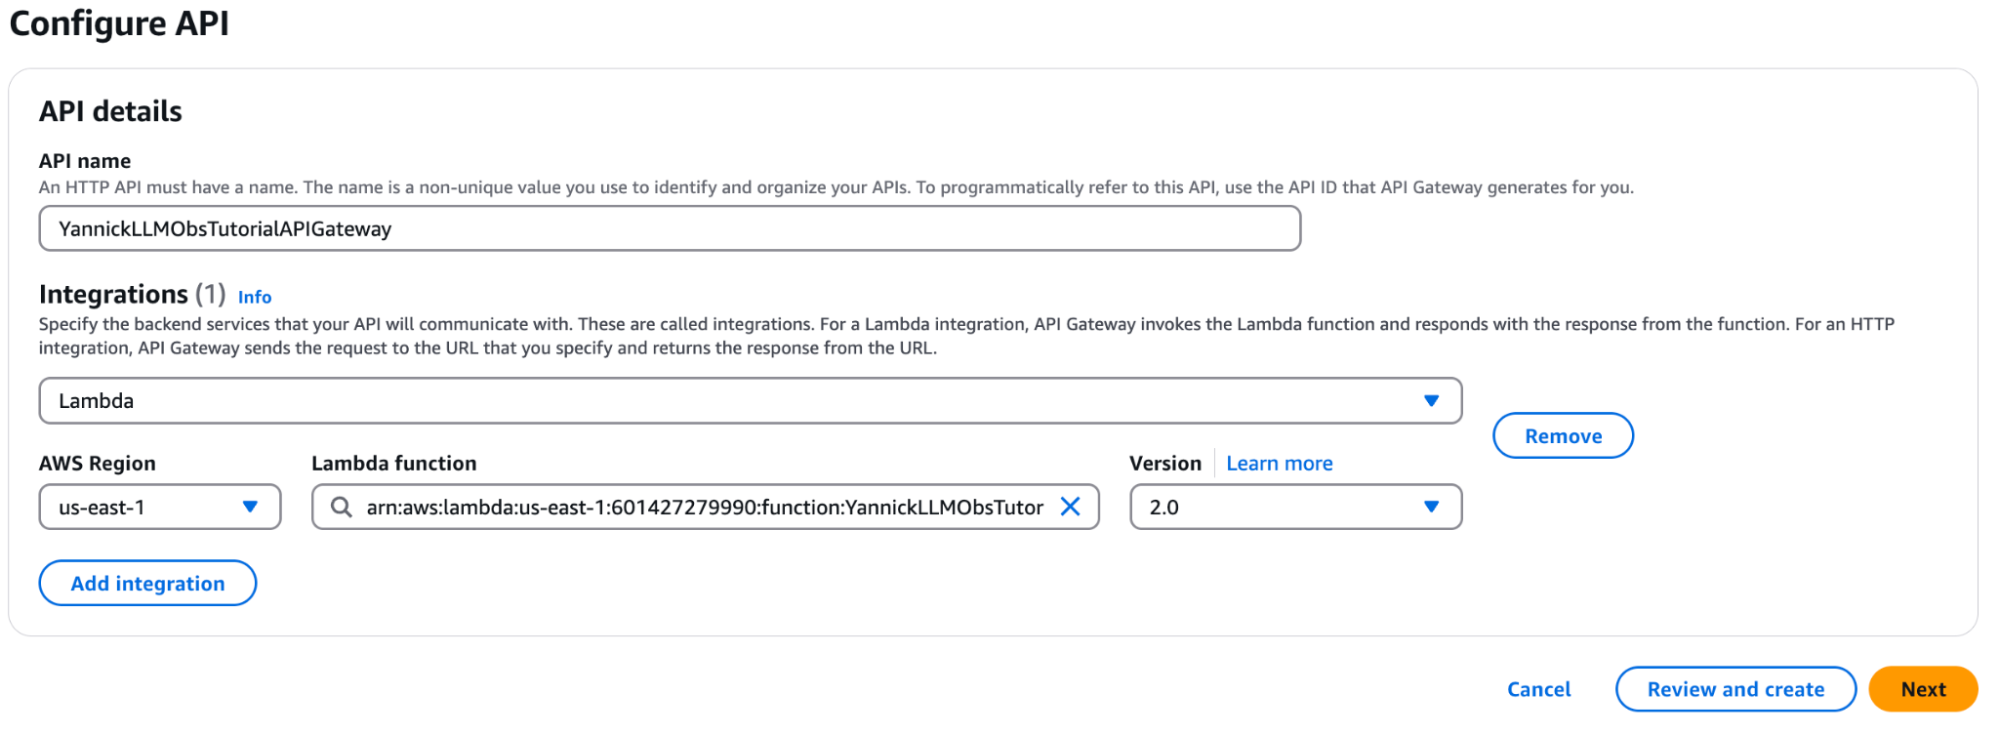 Configure API
API details
API name
An HTTP API must have a name. The name is a non-unique value you use to identify and organize your APIs. To programmatically refer to this API, use the API ID that API Gateway generates for you.
YannickLLMObsTutorialAPIGateway
Integrations (1) Info
Specify the backend services that your API will communicate with. These are called integrations. For a Lambda integration, API Gateway invokes the Lambda function and responds with the response from the function. For an HTTP
integration, API Gateway sends the request to the URL that you specify and returns the response from the URL.
Lambda
Remove
AWS Region Lambda function Version Learn more
us-east-1 arn:aws:lambda:us-east-1:601427279990:function:YannickLLMObsTutor 2.0
Add integration
Cancel Review and create Next